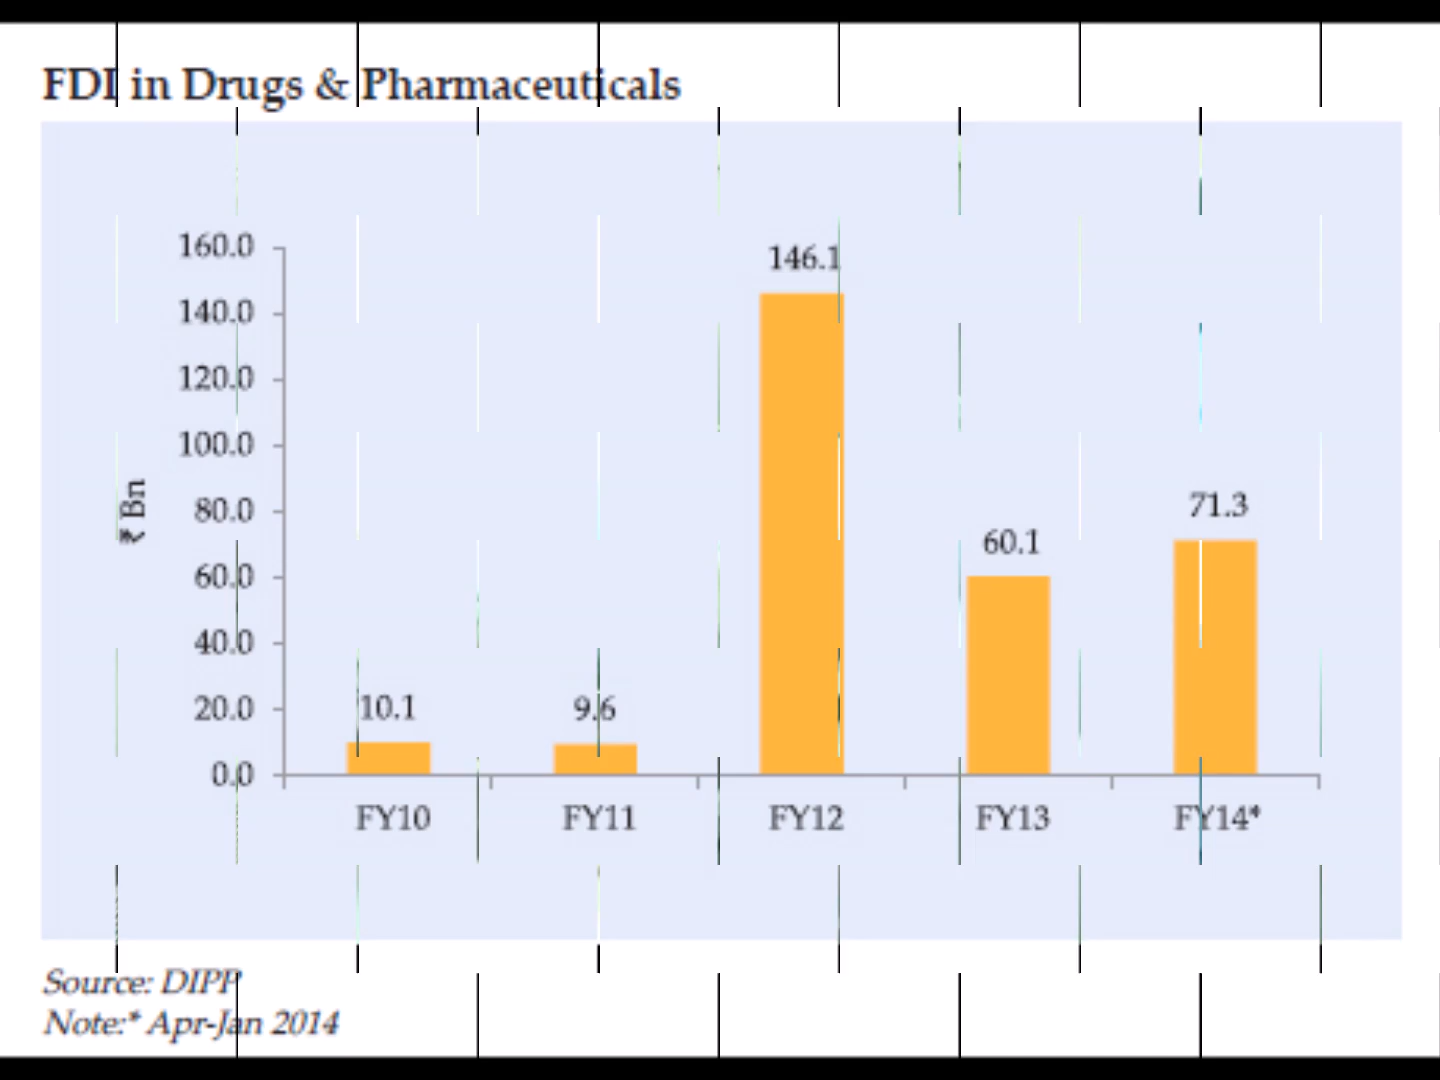 FDI in Drugs & Pharmaceuticals
160.0
140.0
120.0
100.0
80.0
60.0
40.0
20.0
0.0
₹ Bn
10.1
9.6
146.1
60.1
71.3
FY10
FY11
FY12
FY13
FY14*
Source: DIPP
Note:* Apr-Jan 2014